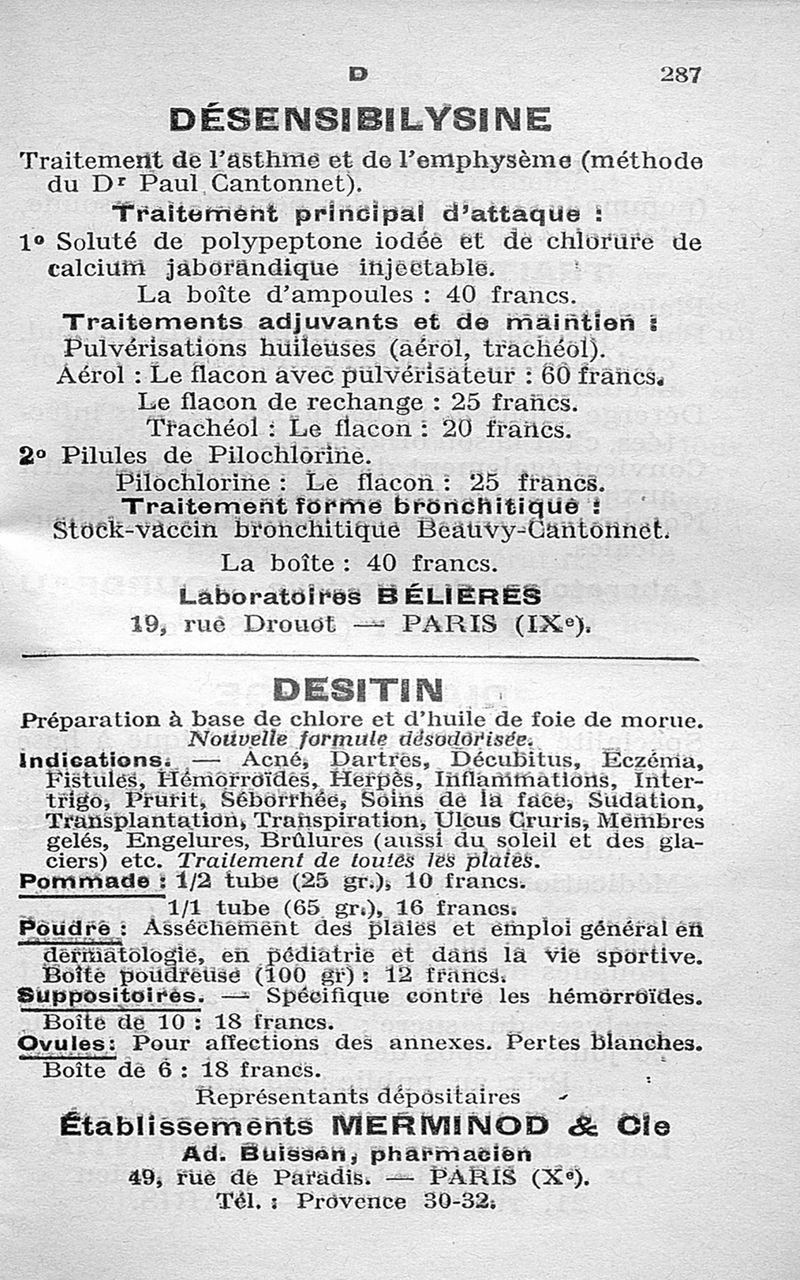 D 287
DÉSENSIBILYSINE
Traitement de l'asthme et de l'emphysème (méthode
du Dr Paul Cantonnet).
Traitement principal d'attaque :
1º Soluté de polypeptone iodée et de chlorure de
calcium jaborandique injectable.
La boîte d'ampoules : 40 francs.
Traitements adjuvants et de maintien :
Pulvérisations huileuses (aérol, trachéol).
Aérol : Le flacon avec pulvérisateur : 60 francs.
Le flacon de rechange : 25 francs.
Trachéol : Le flacon : 20 francs.
2º Pilules de Pilochlorine.
Pilochlorine : Le flacon : 25 francs.
Traitement forme bronchitique :
Stock-vaccin bronchitique Beauvy-Cantonnet.
La boîte : 40 francs.
Laboratoires BÉLIÈRES
19, rue Drouot — PARIS (IXe).
DESITIN
Préparation à base de chlore et d'huile de foie de morue.
Nouvelle formule désodorisée.
Indications. — Acné, Dartres, Décubitus, Eczéma,
Fistules, Hémorroïdes, Herpès, Inflammations, Inter-
trigo, Prurit, Séborrhée, Soins de la face, Sudation,
Transplantation, Transpiration, Ulcus Cruris, Membres
gelés, Engelures, Brûlures (aussi du soleil et des gla-
ciers) etc. Traitement de toutes les plaies.
Pommade : 1/2 tube (25 gr.), 10 francs.
1/1 tube (65 gr.), 16 francs.
Poudre : Asséchement des plaies et emploi général en
dermatologie, en pédiatrie et dans la vie sportive.
Boîte poudreuse (100 gr) : 12 francs.
Suppositoires. — Spécifique contre les hémorroïdes.
Boîte de 10 : 18 francs.
Ovules : Pour affections des annexes. Pertes blanches.
Boîte de 6 : 18 francs.
Représentants dépositaires
Établissements MERMINOD & Cie
Ad. Buisson, pharmacien
49, rue de Paradis. — PARIS (Xe).
Tél. : Provence 30-32.